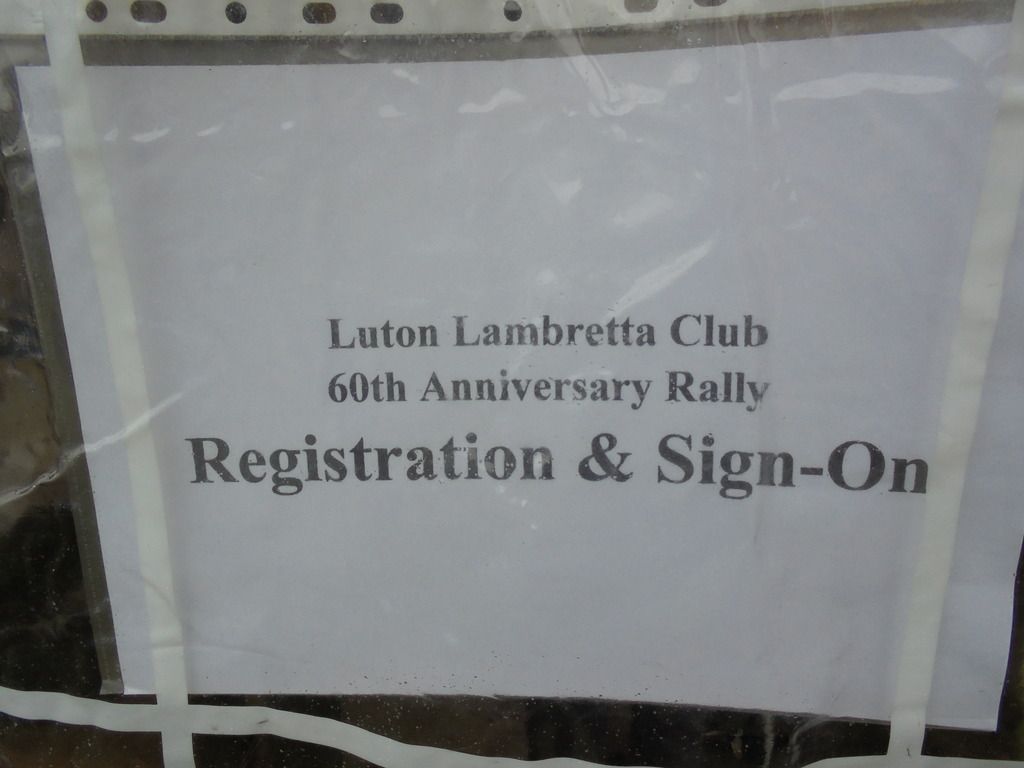 Luton Lambretta Club
60th Anniversary Rally
Registration & Sign-On